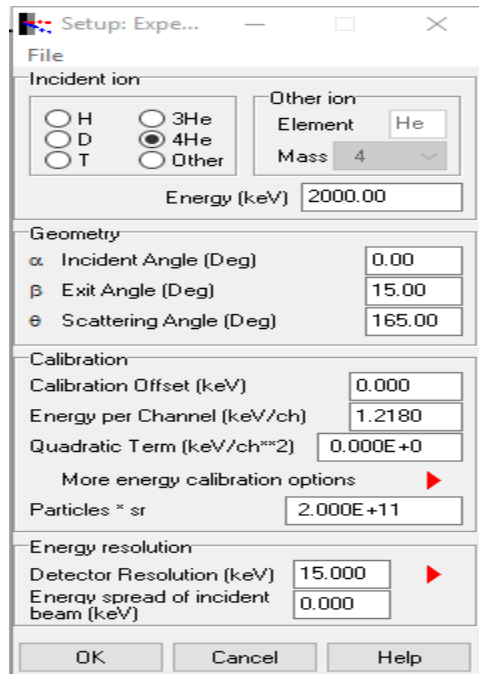 Setup: Expe...
File
Incident ion
H
3He
D
4He
T
Other
Other ion
Element He
Mass 4
Energy (keV) 2000.00
Geometry
α Incident Angle (Deg) 0.00
β Exit Angle (Deg) 15.00
θ Scattering Angle (Deg) 165.00
Calibration
Calibration Offset (keV) 0.000
Energy per Channel (keV/ch) 1.2180
Quadratic Term (keV/ch**2) 0.000E+0
More energy calibration options
Particles * sr 2.000E+11
Energy resolution
Detector Resolution (keV) 15.000
Energy spread of incident
beam (keV) 0.000
OK Cancel Help